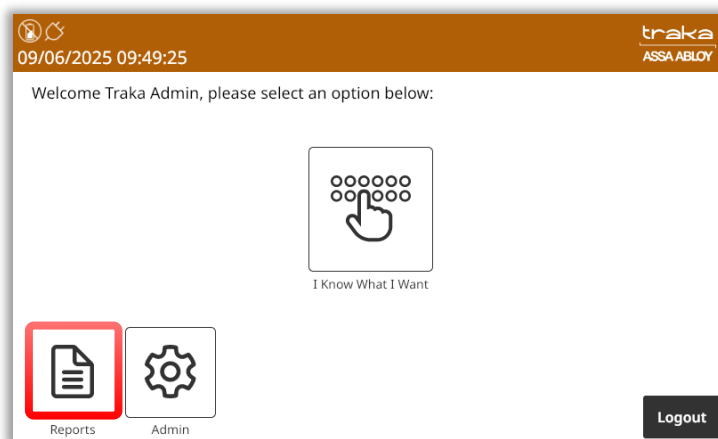 09/06/2025 09:49:25
traka
ASSA ABLOY
Welcome Traka Admin, please select an option below:
I Know What I Want
Reports
Admin
Logout